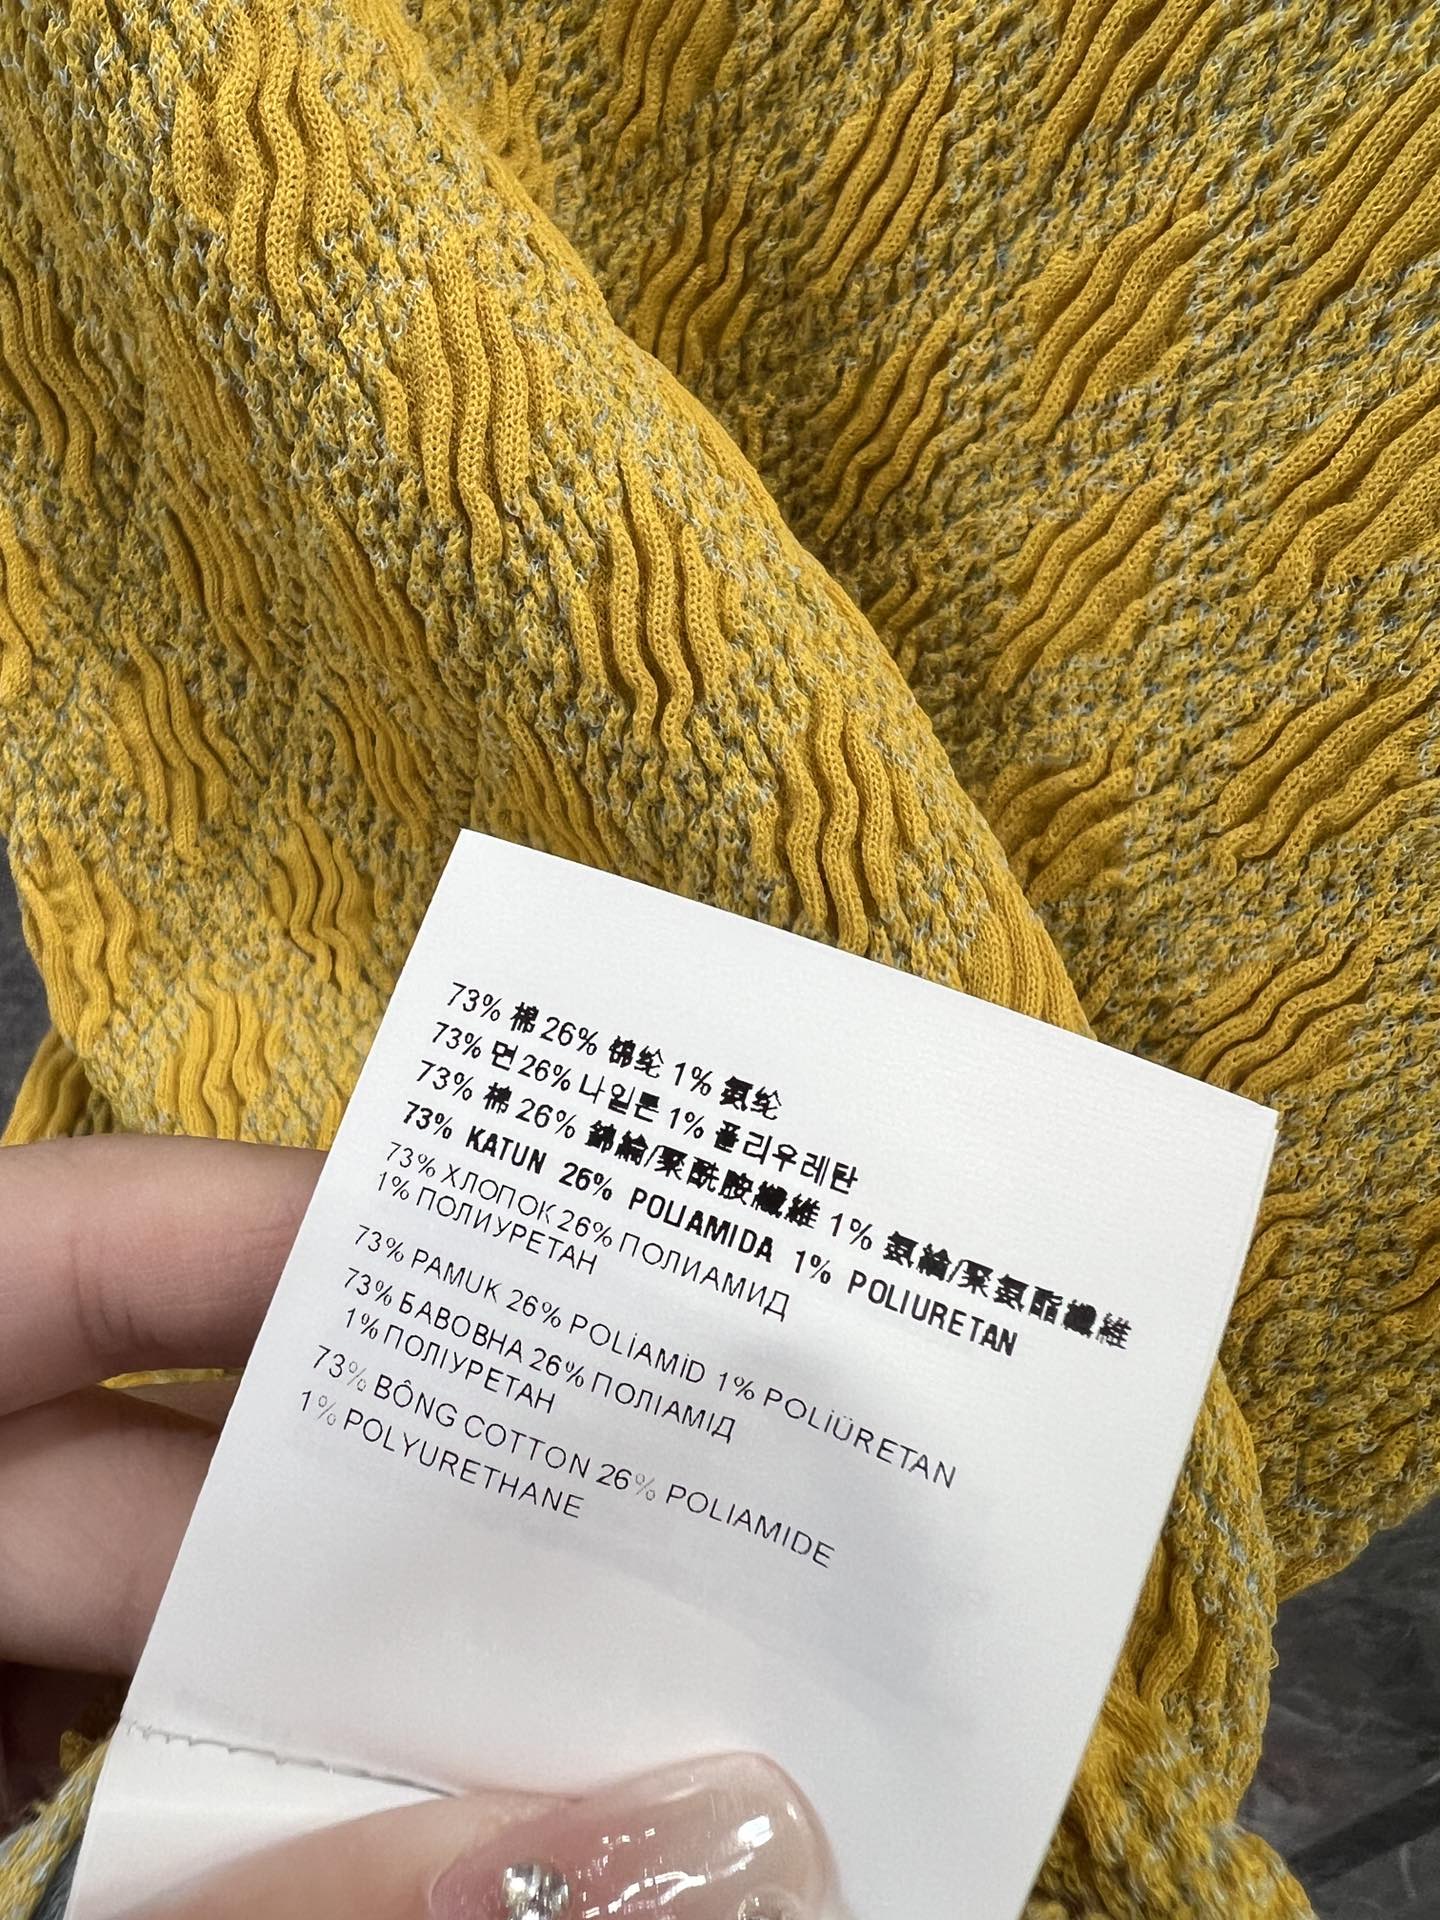 73% 棉 26% 锦纶 1% 氨纶
73% 면 26% 나일론 1% 폴리우레탄
73% 棉 26% 錦綸/聚酰胺纖維 1% 氨綸/聚氨酯纖維
73% KATUN 26% POLIAMIDA 1% POLIURETAN
73% ХЛОПОК 26% ПОЛИАМИД
1% ПОЛИУРЕТАН
73% PAMUK 26% POLİAMİD 1% POLİÜRETAN
73% БАВОВНА 26% ПОЛІАМІД
1% ПОЛІУРЕТАН
73% BÔNG COTTON 26% POLIAMIDE
1% POLYURETHANE